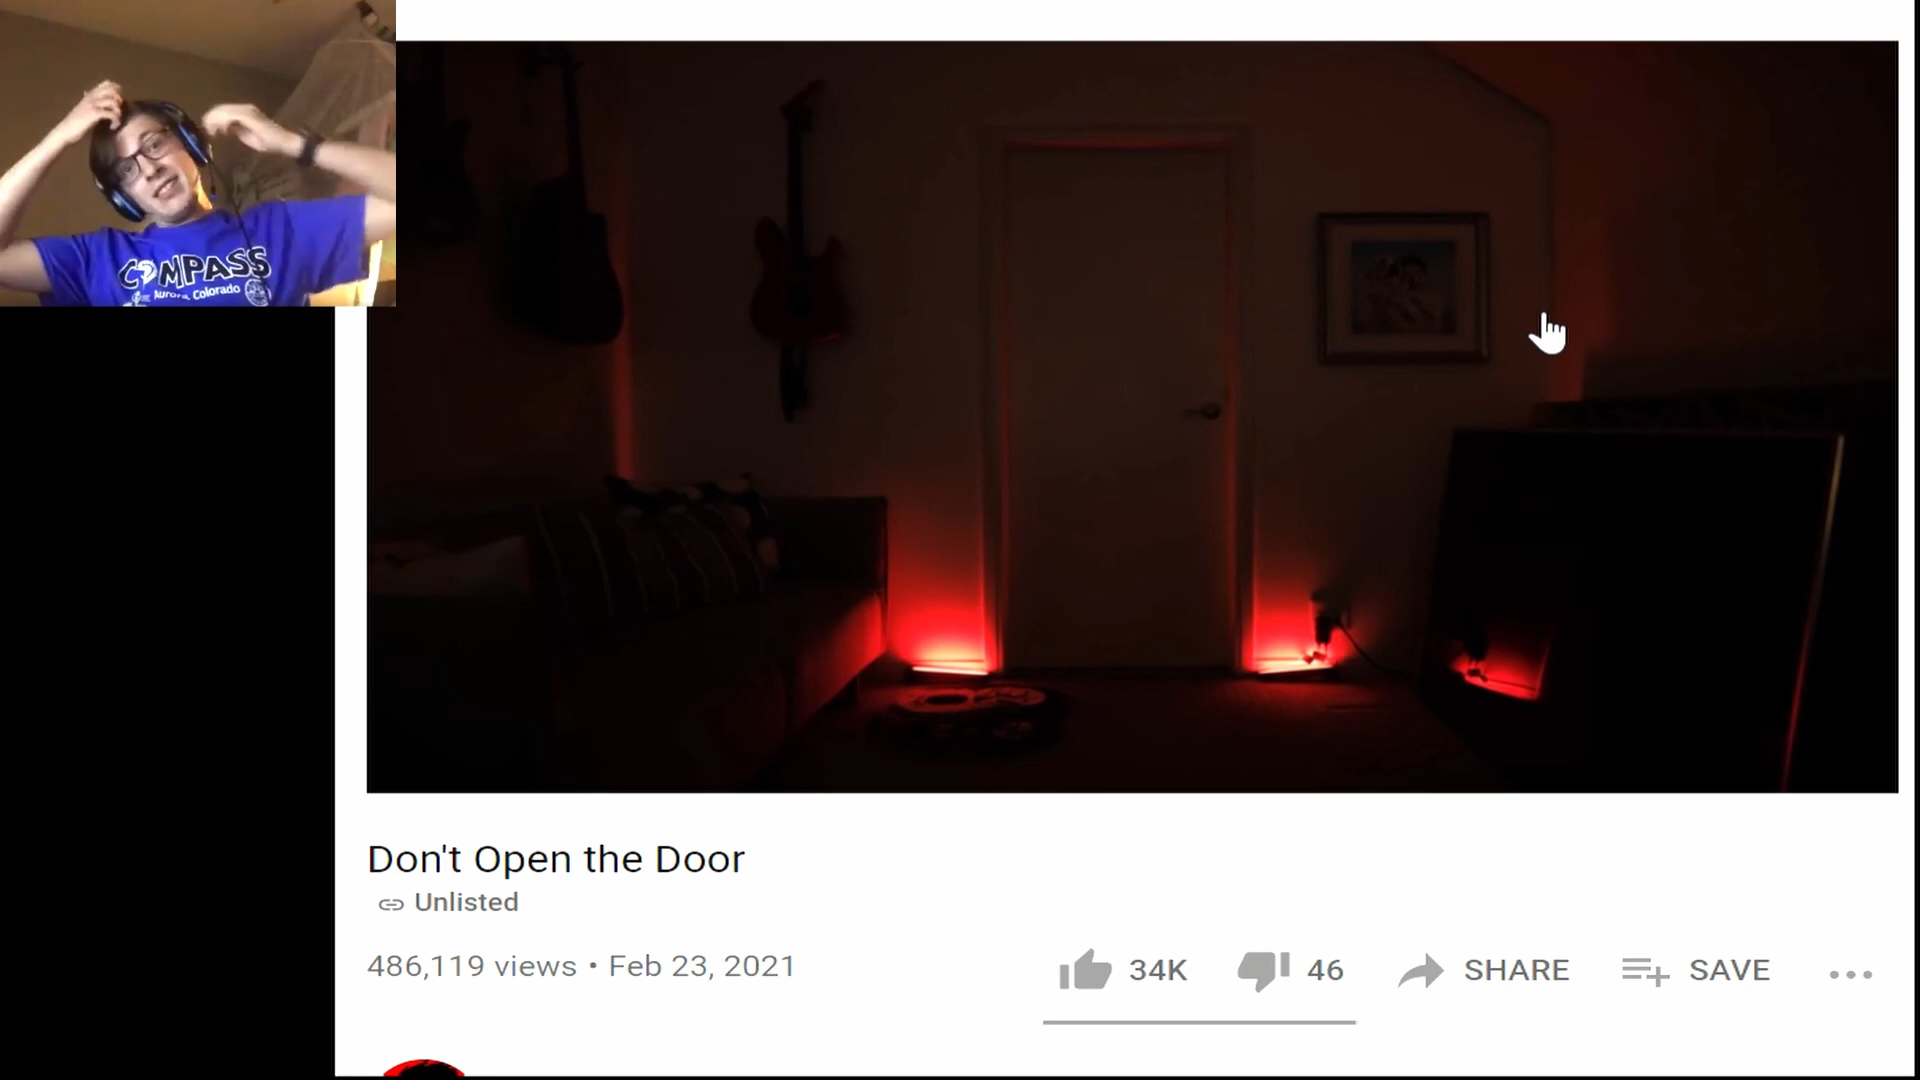 COMPASS
Aurora, Colorado
Don't Open the Door
Unlisted
486,119 views • Feb 23, 2021
34K 46 SHARE SAVE